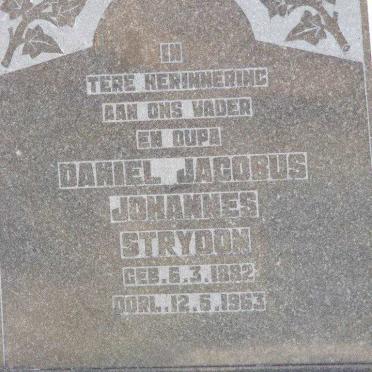 IN
TERE HERINNERING
AAN ONS VADER
EN OUPA
DANIEL JACOBUS
JOHANNES
STRYDOM
GEB. 6.3.1892
OORL. 12.5.1963